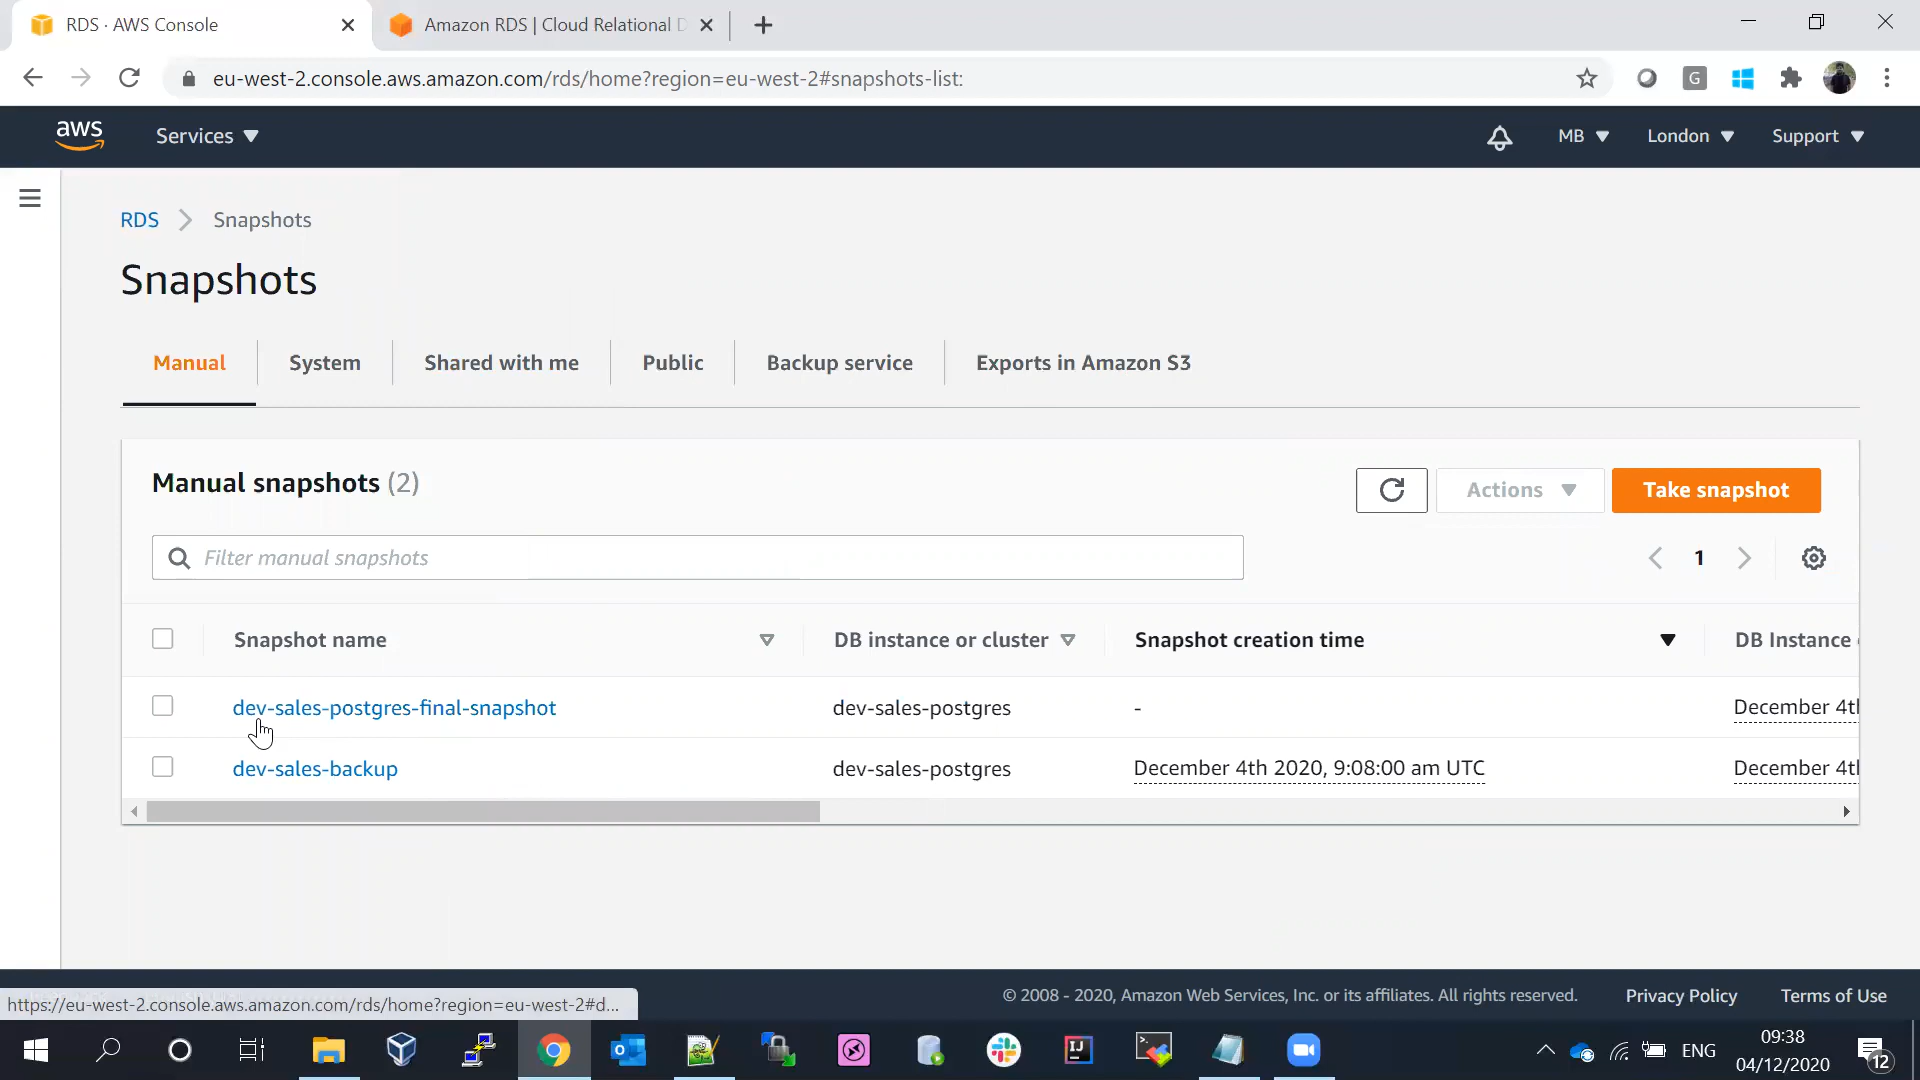 RDS · AWS Console
Amazon RDS | Cloud Relational D
eu-west-2.console.aws.amazon.com/rds/home?region=eu-west-2#snapshots-list:
G
aws
Services
MB
London
Support
RDS
Snapshots
Snapshots
Manual
System
Shared with me
Public
Backup service
Exports in Amazon S3
Manual snapshots (2)
Actions
Take snapshot
Filter manual snapshots
1
Snapshot name
DB instance or cluster
Snapshot creation time
DB Instance
dev-sales-postgres-final-snapshot
dev-sales-postgres
-
December 4t
dev-sales-backup
dev-sales-postgres
December 4th 2020, 9:08:00 am UTC
December 4t
https://eu-west-2.console.aws.amazon.com/rds/home?region=eu-west-2#d...
© 2008 - 2020, Amazon Web Services, Inc. or its affiliates. All rights reserved.
Privacy Policy
Terms of Use
IJ
ENG
09:38
04/12/2020
12